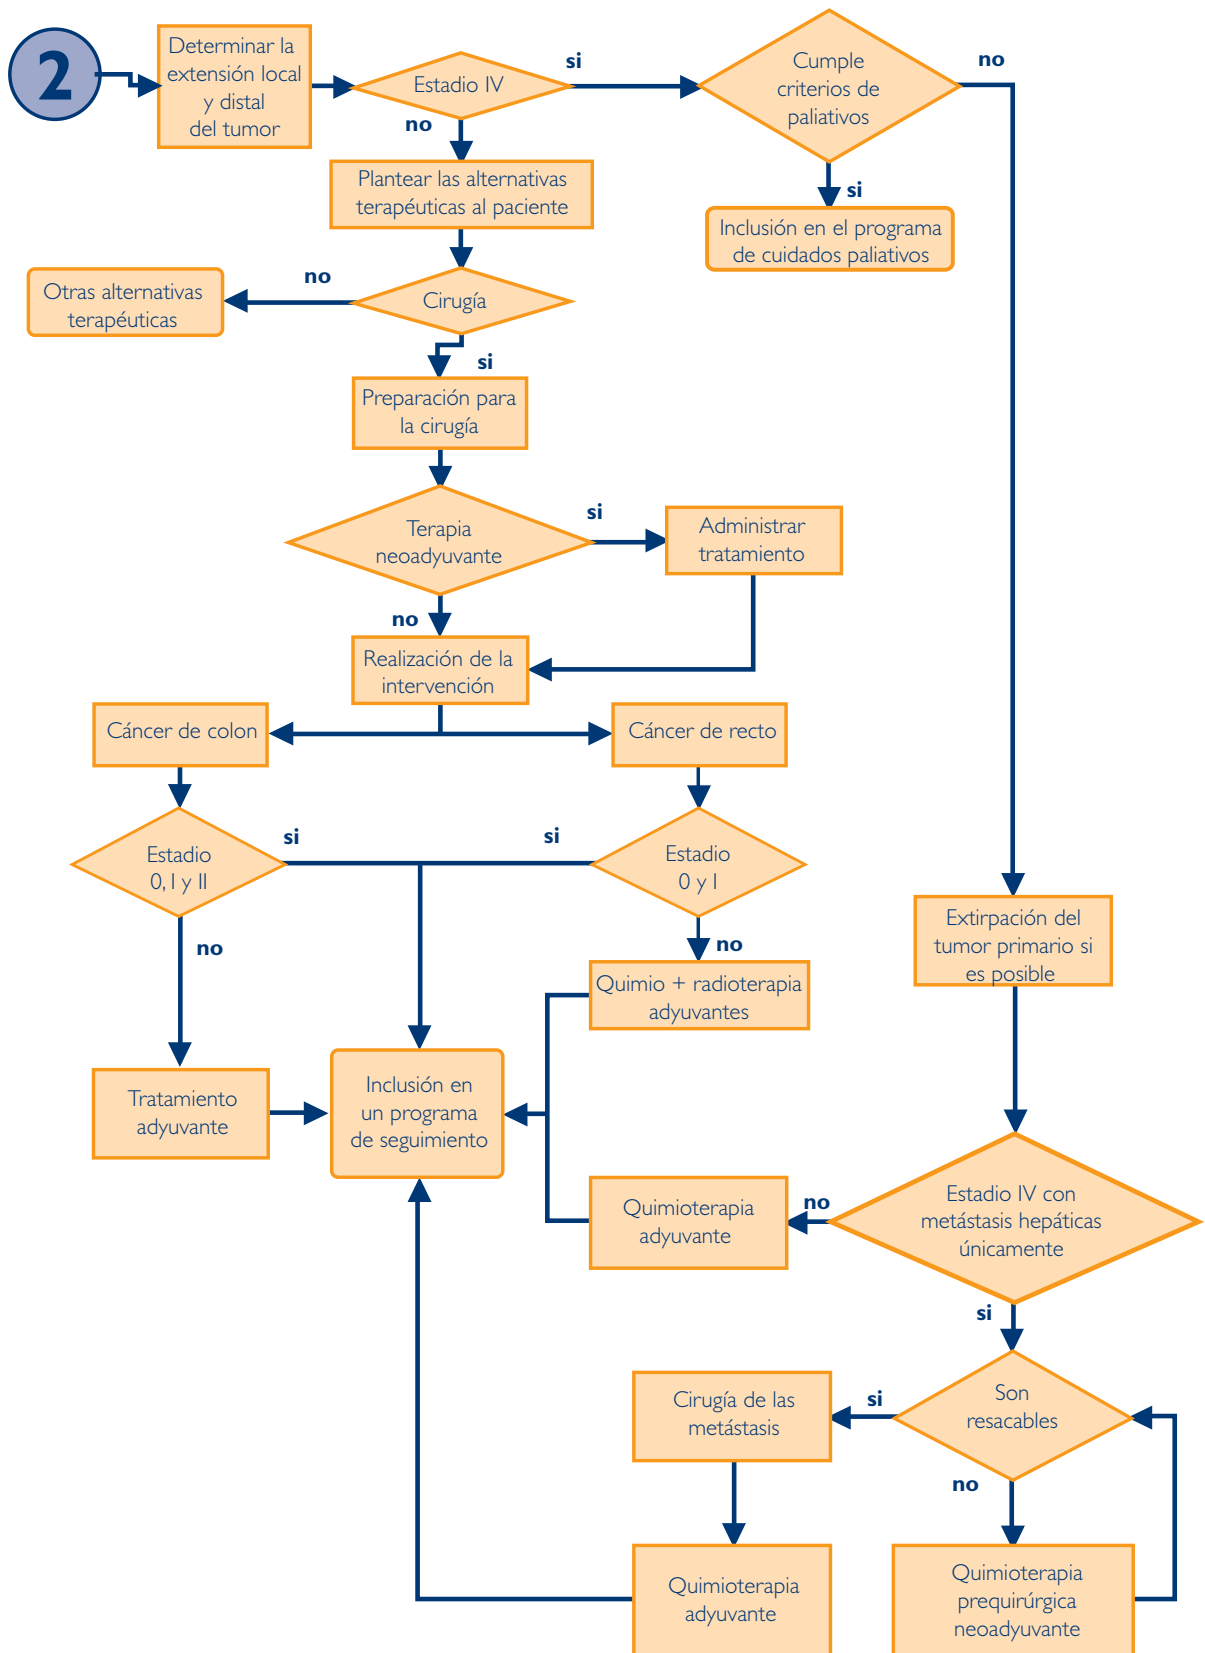 2
Determinar la
extensión local
y distal
del tumor
Estadio IV
si
no
Cumple
criterios de
paliativos
no
si
Inclusión en el programa
de cuidados paliativos
Plantear las alternativas
terapéuticas al paciente
Cirugía
no
Otras alternativas
terapéuticas
si
Preparación para
la cirugía
Terapia
neoadyuvante
si
Administrar
tratamiento
no
Realización de la
intervención
Cáncer de colon
Cáncer de recto
Estadio
0, I y II
si
si
Estadio
0 y I
no
no
Quimio + radioterapia
adyuvantes
Extirpación del
tumor primario si
es posible
Tratamiento
adyuvante
Inclusión en
un programa
de seguimiento
Quimioterapia
adyuvante
no
Estadio IV con
metástasis hepáticas
únicamente
si
Son
resacables
si
Cirugía de las
metástasis
no
Quimioterapia
adyuvante
Quimioterapia
prequirúrgica
neoadyuvante